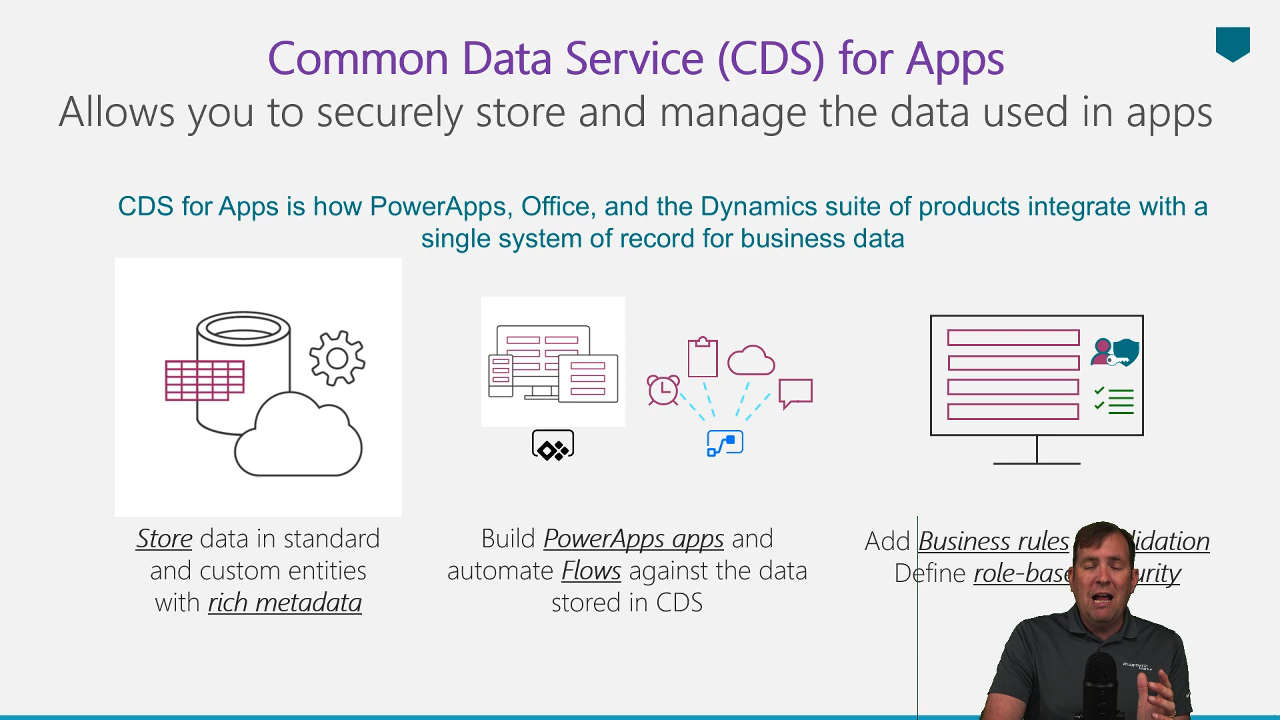 Common Data Service (CDS) for Apps
Allows you to securely store and manage the data used in apps
CDS for Apps is how PowerApps, Office, and the Dynamics suite of products integrate with a
single system of record for business data
Store data in standard
and custom entities
with rich metadata
Build PowerApps apps and
automate Flows against the data
stored in CDS
Add Business rules
Define